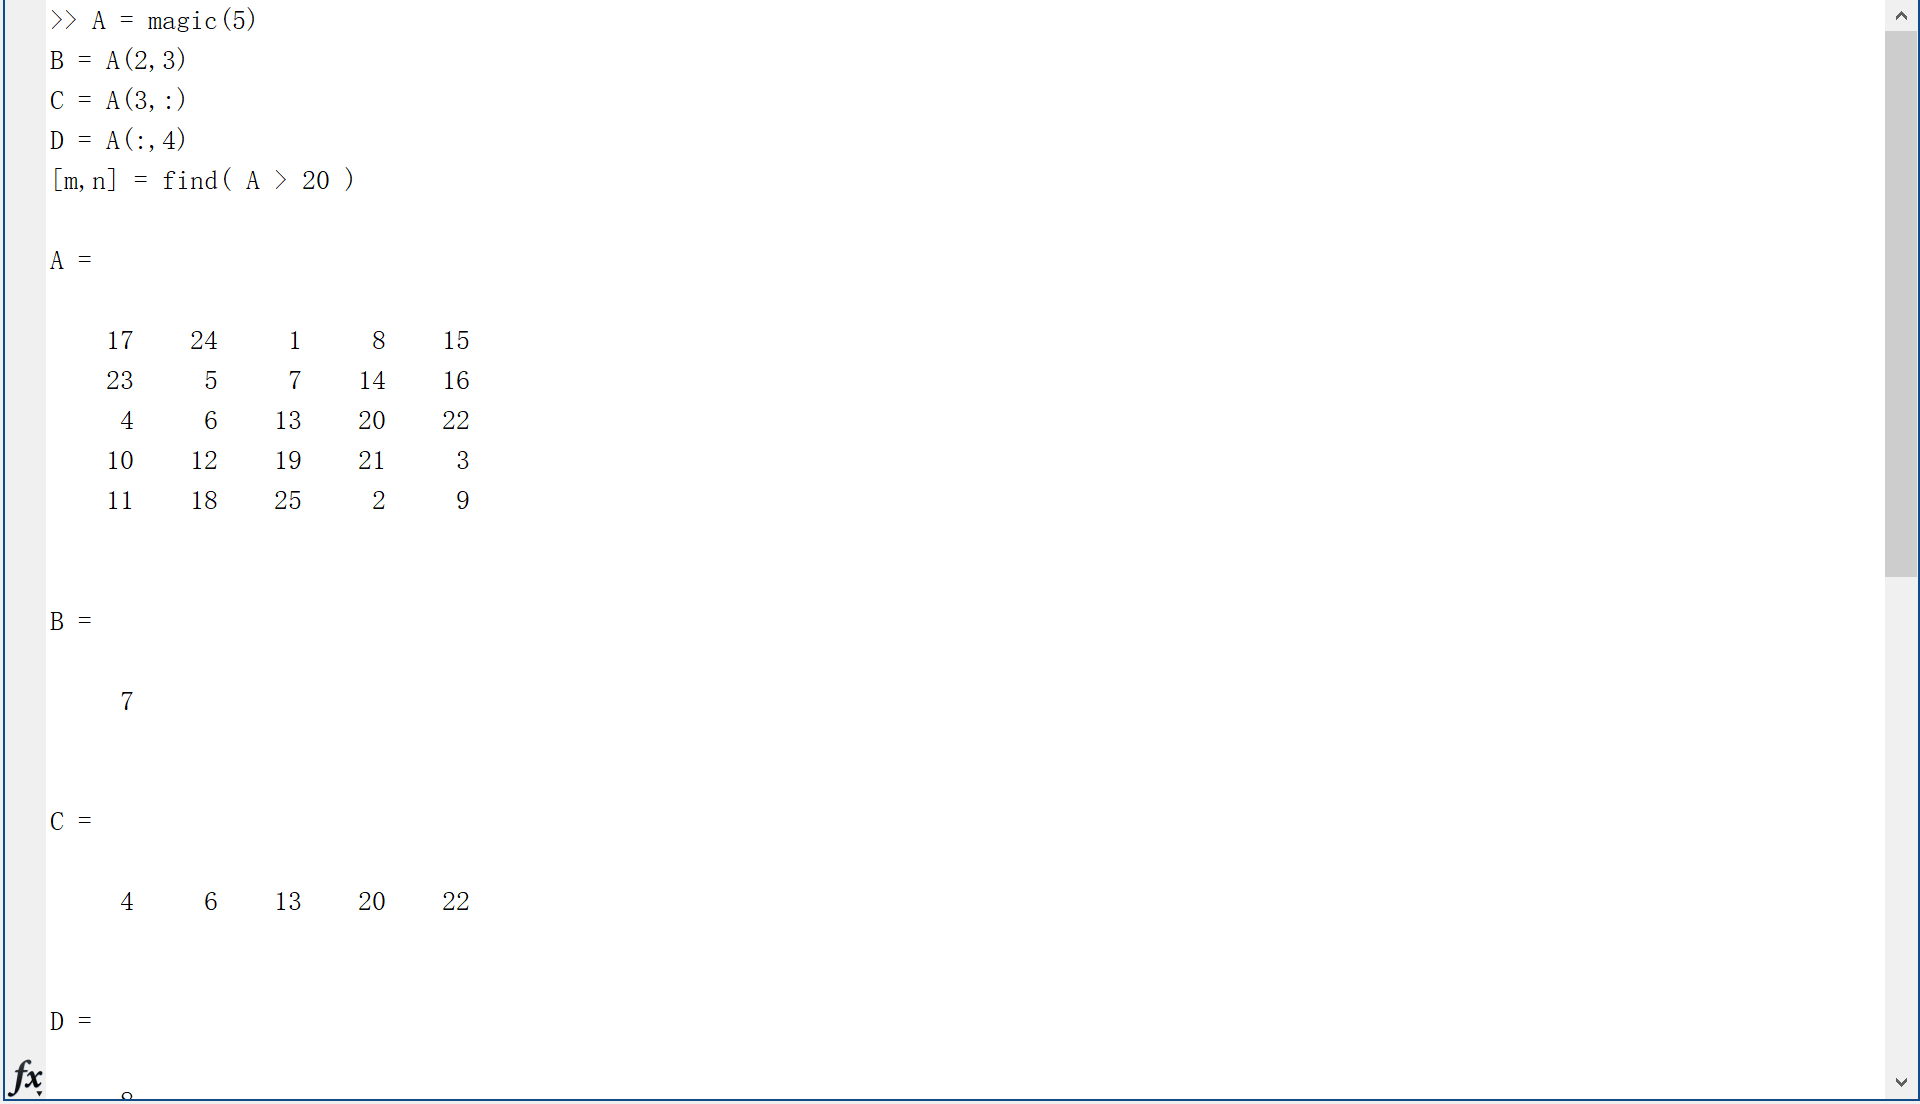 >> A = magic(5)
B = A(2,3)
C = A(3,:)
D = A(:,4)
[m,n] = find( A > 20 )
A =
17 24 1 8 15
23 5 7 14 16
4 6 13 20 22
10 12 19 21 3
11 18 25 2 9
B =
7
C =
4 6 13 20 22
D =
fx